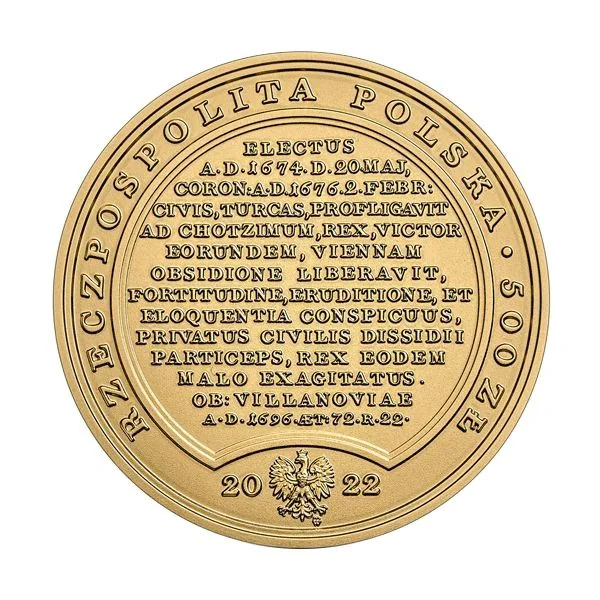 RZECZPOSPOLITA POLSKA · 500 ZŁ
ELECTUS
A.D.1674.D.20MAJ,
CORON:A.D.1676.2.FEBR:
CIVIS,TURCAS,PROFLIGAVIT
AD CHOTZIMUM,REX,VICTOR
EORUNDEM, VIENNAM
OBSIDIONE LIBERAVIT,
FORTITUDINE,ERUDITIONE, ET
ELOQUENTIA CONSPICUUS,
PRIVATUS CIVILIS DISSIDII
PARTICEPS, REX EODEM
MALO EXAGITATUS.
OB: VILLANOVIAE
A.D.1696.ÆT:72.R.22.
20 22